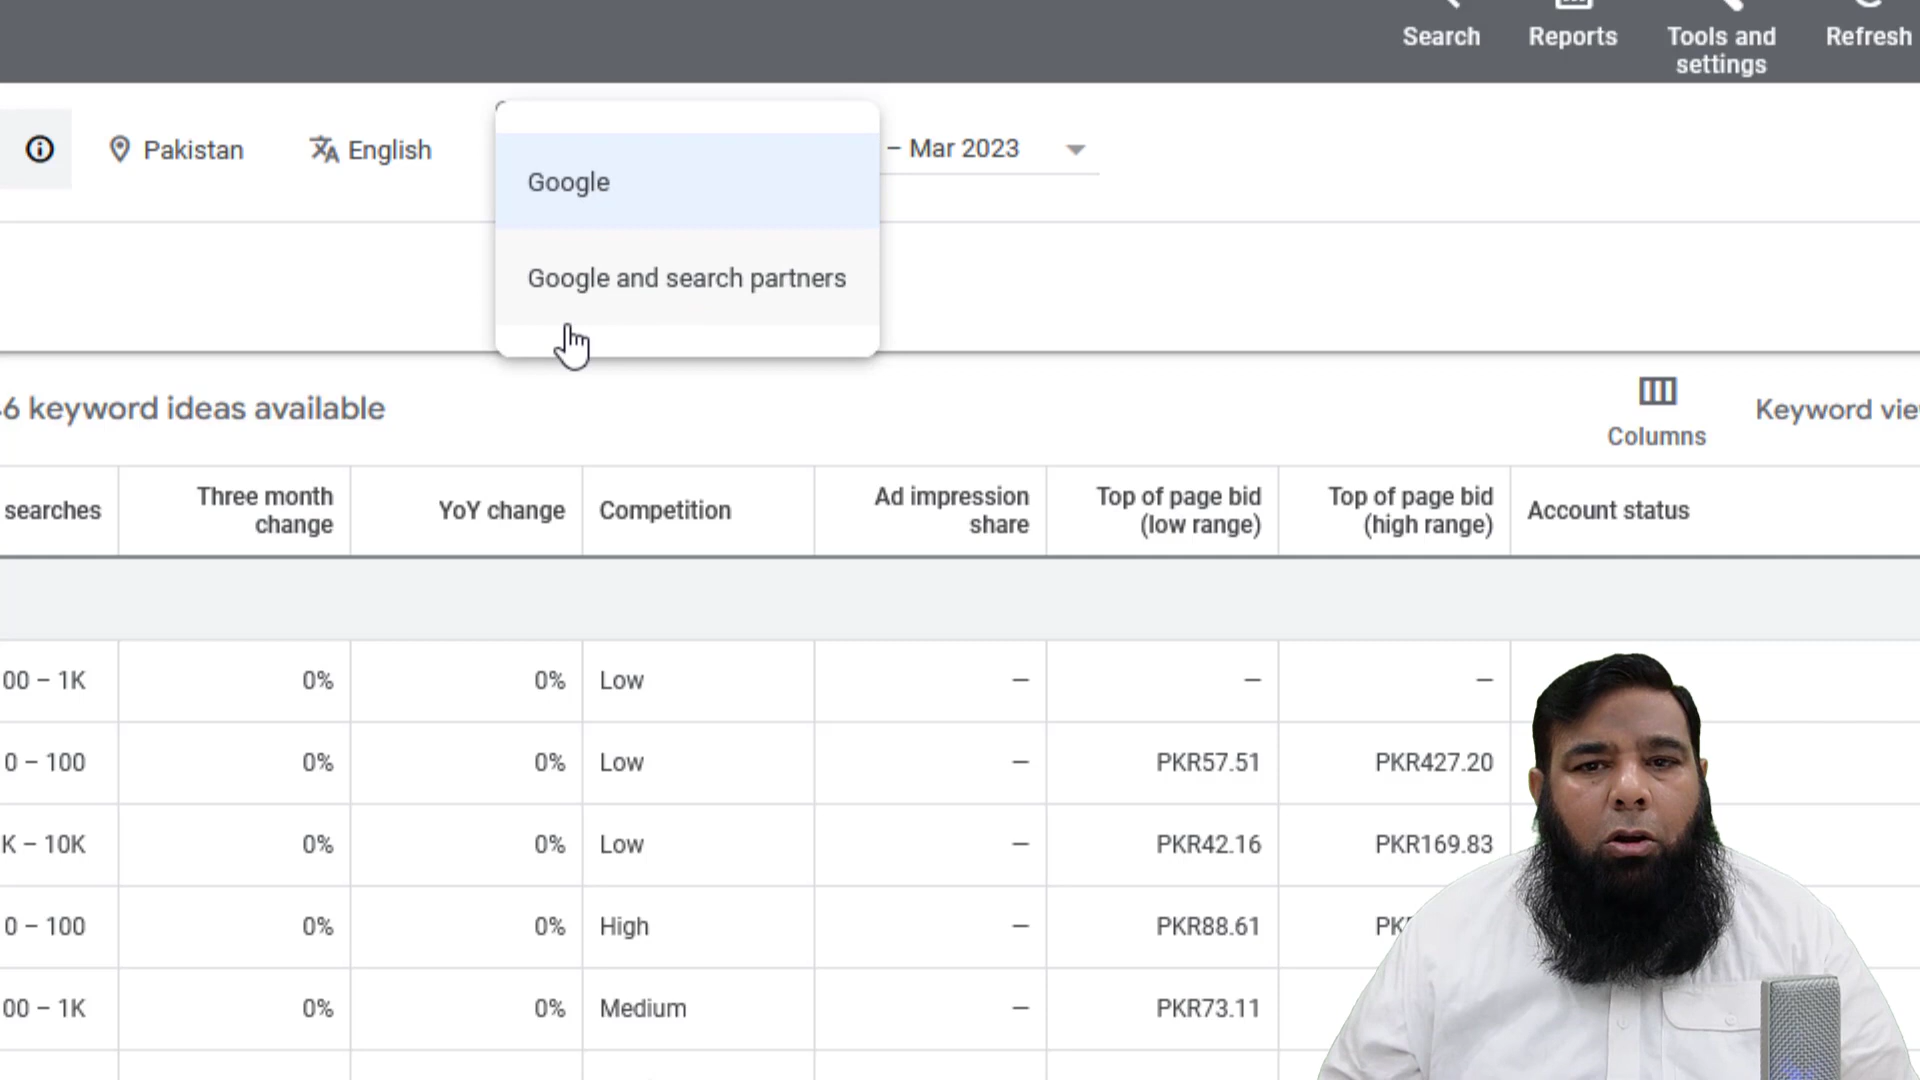 Search
Reports
Tools and
settings
Refresh
Pakistan
English
Google
Google and search partners
– Mar 2023
6 keyword ideas available
Columns
Keyword vie
searches
Three month
change
YoY change
Competition
Ad impression
share
Top of page bid
(low range)
Top of page bid
(high range)
Account status
00 – 1K 0% 0% Low — — —
0 – 100 0% 0% Low — PKR57.51 PKR427.20
K – 10K 0% 0% Low — PKR42.16 PKR169.83
0 – 100 0% 0% High — PKR88.61 PK
00 – 1K 0% 0% Medium — PKR73.11